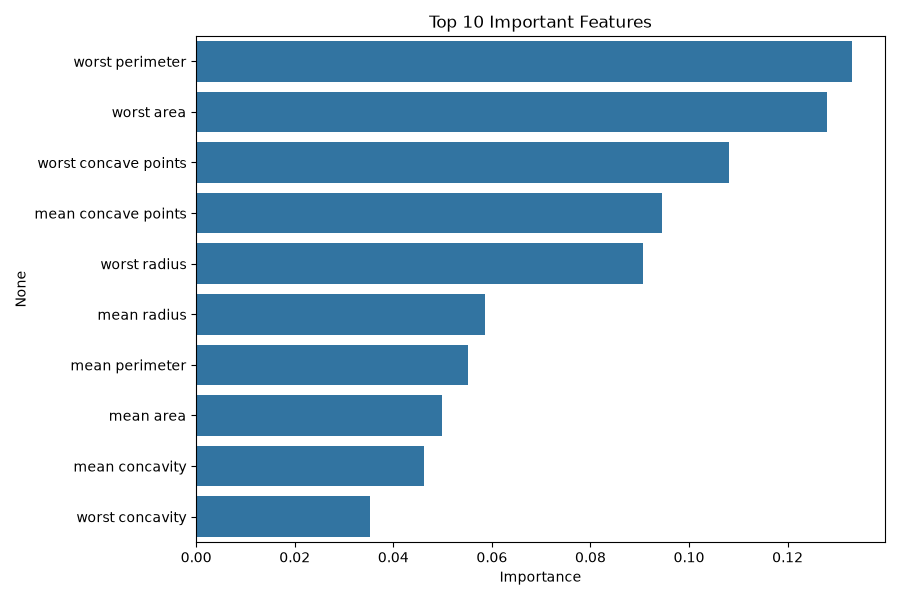 Top 10 Important Features
None
worst perimeter
worst area
worst concave points
mean concave points
worst radius
mean radius
mean perimeter
mean area
mean concavity
worst concavity
0.00 0.02 0.04 0.06 0.08 0.10 0.12
Importance